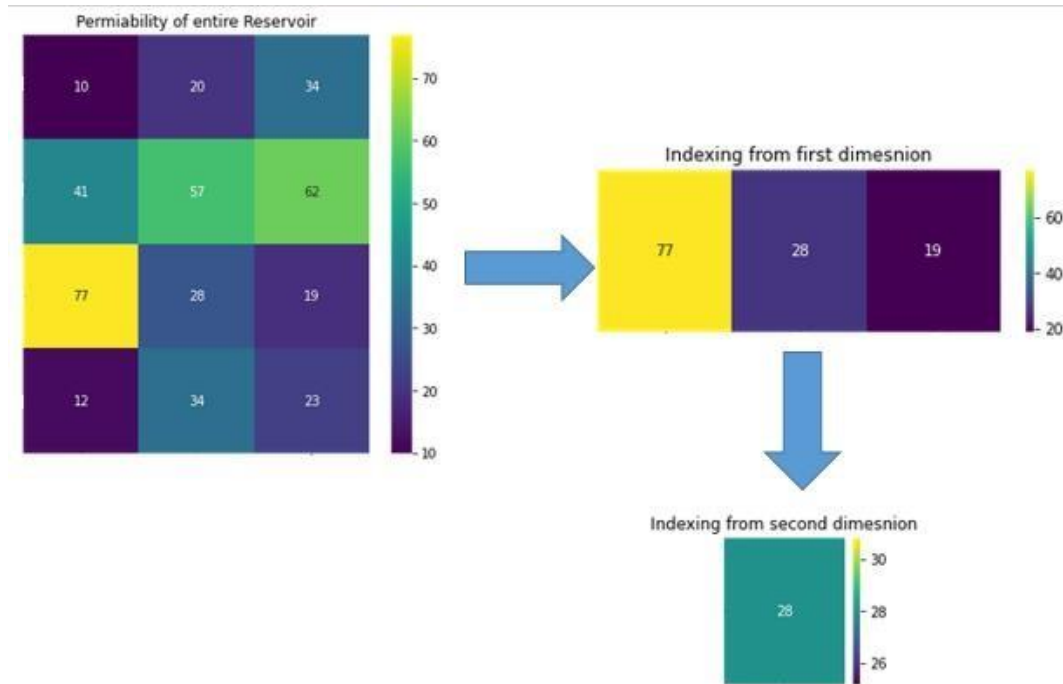 Permiability of entire Reservoir
10 20 34
41 57 62
77 28 19
12 34 23
70
60
50
40
30
20
10
Indexing from first dimesnion
77 28 19
60
40
20
Indexing from second dimesnion
28
30
28
26